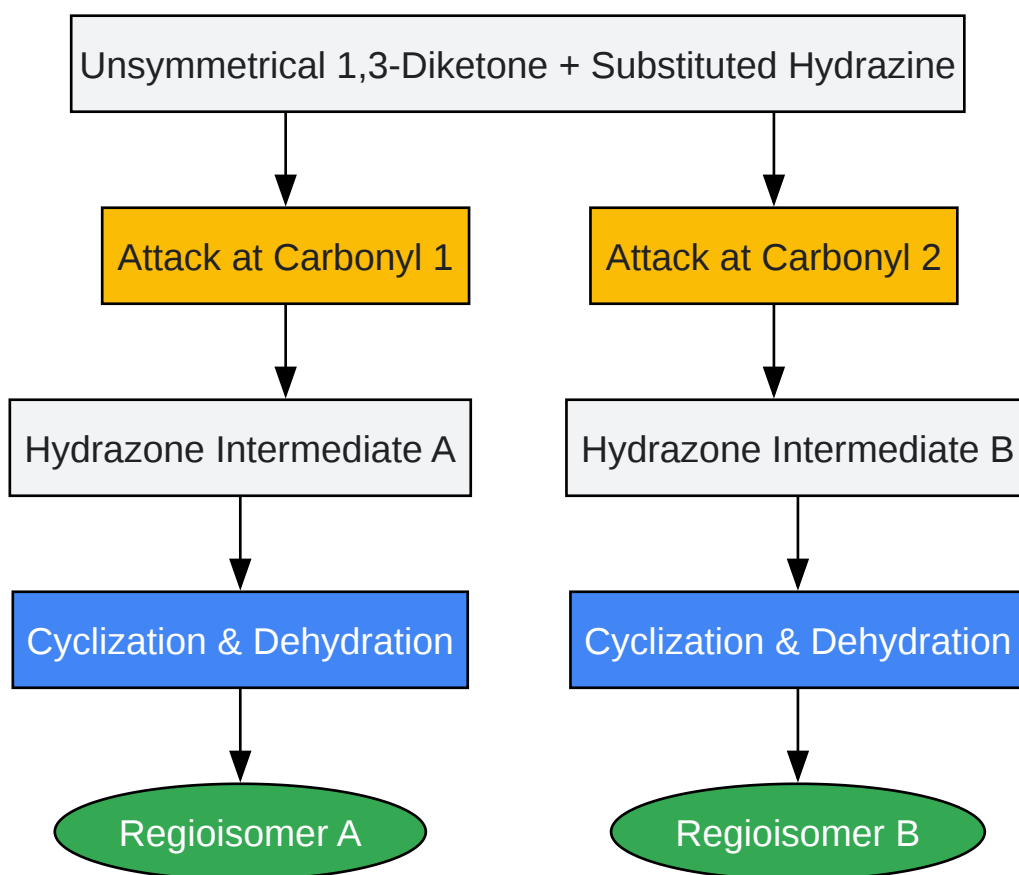 Unsymmetrical 1,3-Diketone + Substituted Hydrazine
Attack at Carbonyl 1
Attack at Carbonyl 2
Hydrazone Intermediate A
Hydrazone Intermediate B
Cyclization & Dehydration
Cyclization & Dehydration
Regioisomer A
Regioisomer B